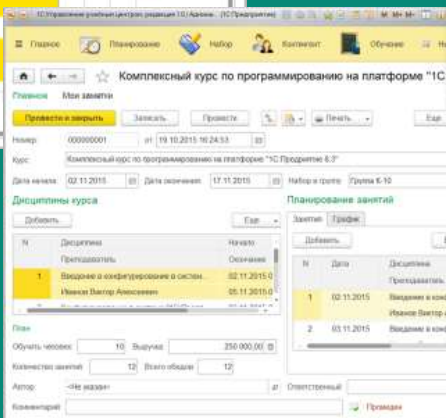 1С:Управление учебным центром, редакция 1.0 / Админ... (1С:Предприятие) M M+ M-
Главное Планирование Набор Контингент Обучение
Комплексный курс по программированию на платформе "1С
Главное Мои заметки
Провести и закрыть Записать Провести Печать Еще
Номер: 000000001 от: 19.10.2015 16:24:53
Курс: Комплексный курс по программированию на платформе "1С:Предприятие 8.3"
Дата начала: 02.11.2015 Дата окончания: 17.11.2015 Набор в группу: Группа К-10
Дисциплины курса Планирование занятий
Занятия График
Добавить Еще Добавить
N Дисциплина Начало N Дата Дисциплина
Преподаватель Окончание Преподаватель
1 Введение в конфигурирование в систем... 02.11.2015 0 1 02.11.2015 Введение в кон
Иванов Виктор Алексеевич 05.11.2015 0 Иванов Виктор А
2 03.11.2015 Введение в кон
План
Обучить человек: 10 Выручка: 250 000,00
Количество занятий: 12 Всего обедов: 12
Автор: <Не указан> Ответственный:
Комментарий: Проведен